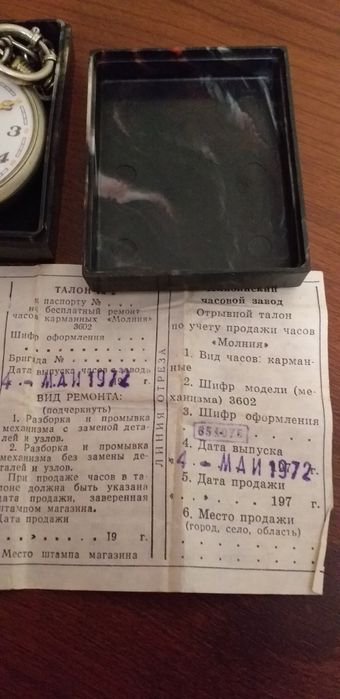 3
4
5
ТАЛОН
к паспорту №
на бесплатный ремонт
часов карманных «Молния»
3602
Шифр оформления
Бригада №
Дата выпуска часов заводом
4 - МАЙ 1972 г.
ВИД РЕМОНТА:
(подчеркнуть)
1. Разборка и промывка
механизма с заменой дета-
лей и узлов.
2. Разборка и промывка
механизма без замены де-
талей и узлов.
При продаже часов в та-
лоне должна быть указана
дата продажи, заверенная
штампом магазина.
Дата продажи
19 г.
Место штампа магазина
ЛИНИЯ ОТРЕЗА
часовой завод
Отрывной талон
по учету продажи часов
«Молния»
1. Вид часов: карман-
ные
2. Шифр модели (ме-
ханизма) 3602
3. Шифр оформления
4. Дата выпуска
4 - МАЙ 1972
5. Дата продажи
197 г.
6. Место продажи
(город, село, область)